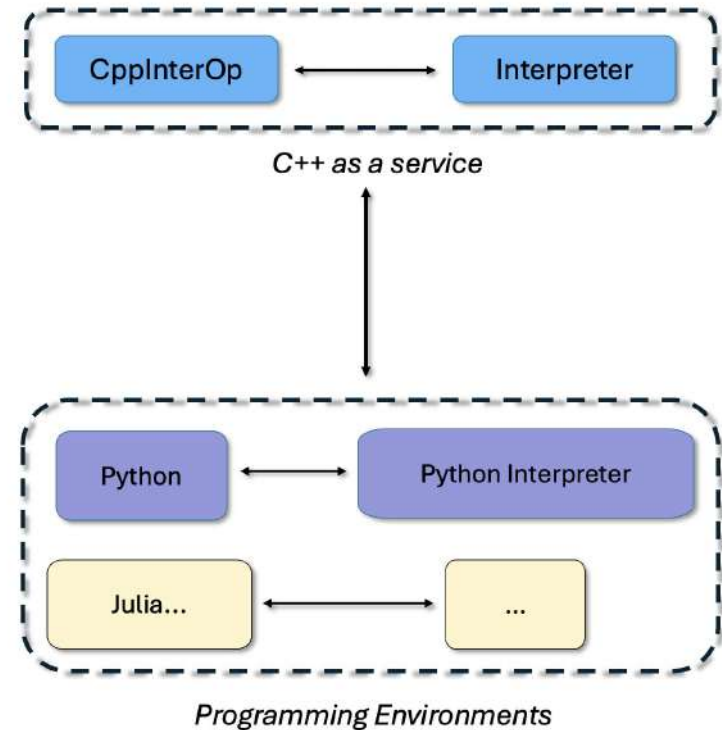 CppInterOp
Interpreter
C++ as a service
Python
Python Interpreter
Julia...
...
Programming Environments